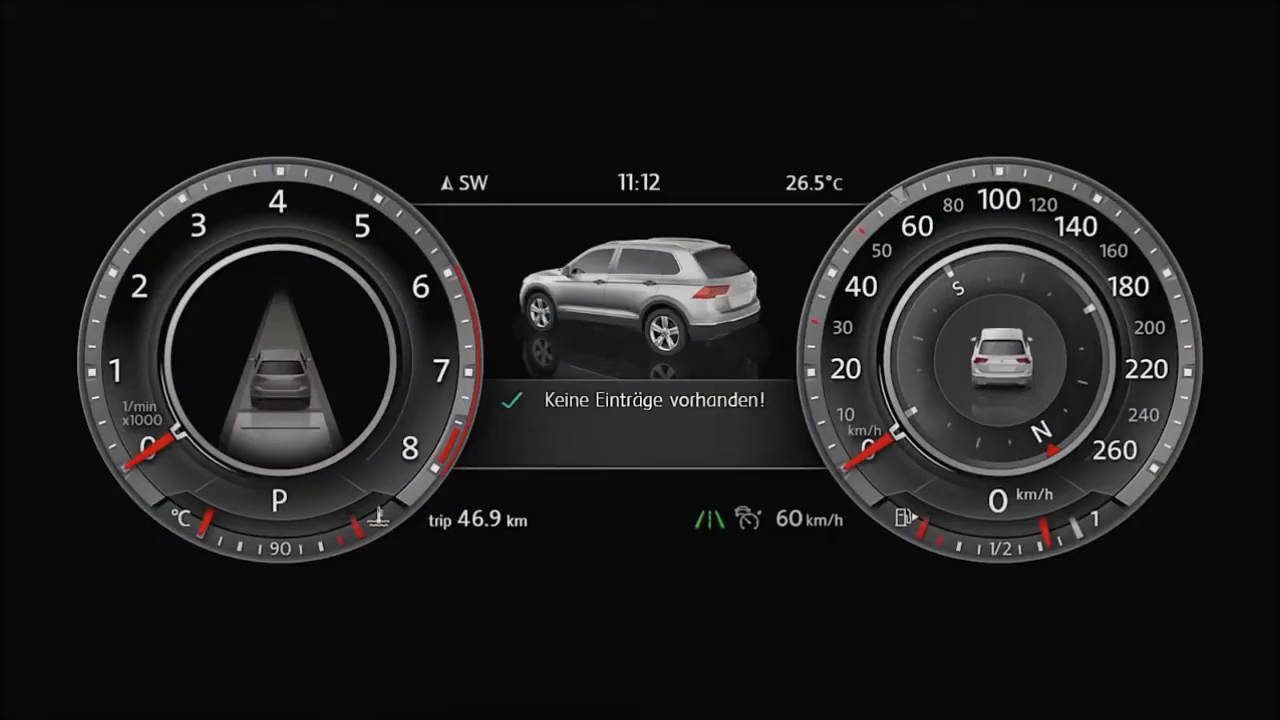 SW
11:12
26.5°C
1
2
3
4
5
6
7
8
1/min
x1000
0
P
°C
90
Keine Einträge vorhanden!
trip 46.9 km
60 km/h
0
10
20
30
40
50
60
80
100
120
140
160
180
200
220
240
260
km/h
S
N
0 km/h
1/2
1